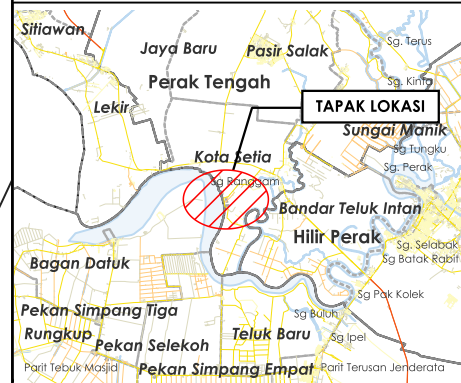 Sitiawan
Jaya Baru
Pasir Salak
Sg. Terus
Perak Tengah
Sg. Kinta
Lekir
TAPAK LOKASI
Sungai Manik
Sg Tungku
Kota Setia
Sg. Perak
Sg Ranggam
Bandar Teluk Intan
Hilir Perak
Sg. Selabak
Sg Batak Rabit
Bagan Datuk
Sg Pak Kolek
Pekan Simpang Tiga
Sg Buluh
Rungkup
Teluk Baru
Sg Ipel
Pekan Selekoh
Parit Tebuk Masjid
Pekan Simpang Empat
Parit Terusan Jenderata